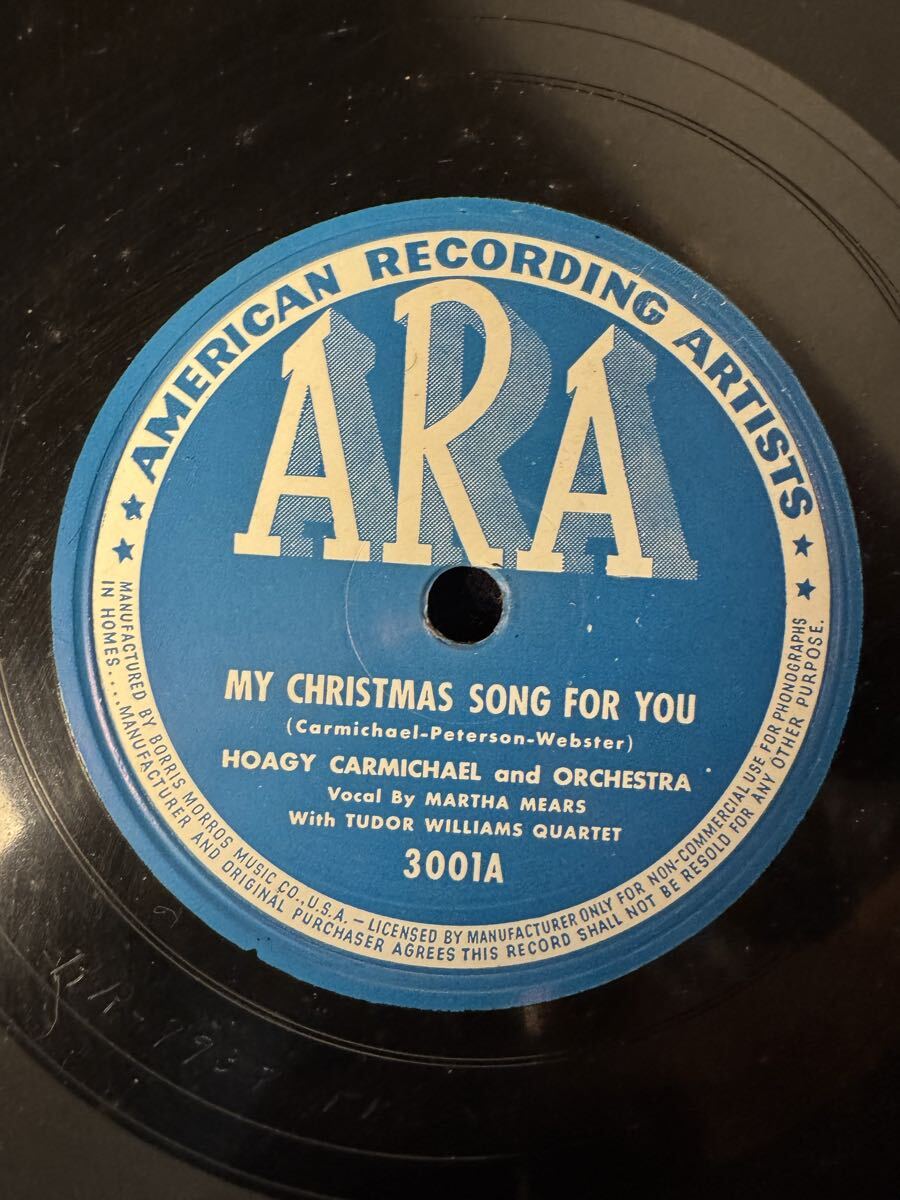 ★ ★ AMERICAN RECORDING ARTISTS ★ ★
ARA
MY CHRISTMAS SONG FOR YOU
(Carmichael-Peterson-Webster)
HOAGY CARMICHAEL and ORCHESTRA
Vocal By MARTHA MEARS
With TUDOR WILLIAMS QUARTET
3001A
MANUFACTURED BY BORRIS MORROS MUSIC CO., U.S.A. – LICENSED BY MANUFACTURER ONLY FOR NON-COMMERCIAL USE FOR PHONOGRAPHS
IN HOMES....MANUFACTURER AND ORIGINAL PURCHASER AGREES THIS RECORD SHALL NOT BE RESOLD FOR ANY OTHER PURPOSE.